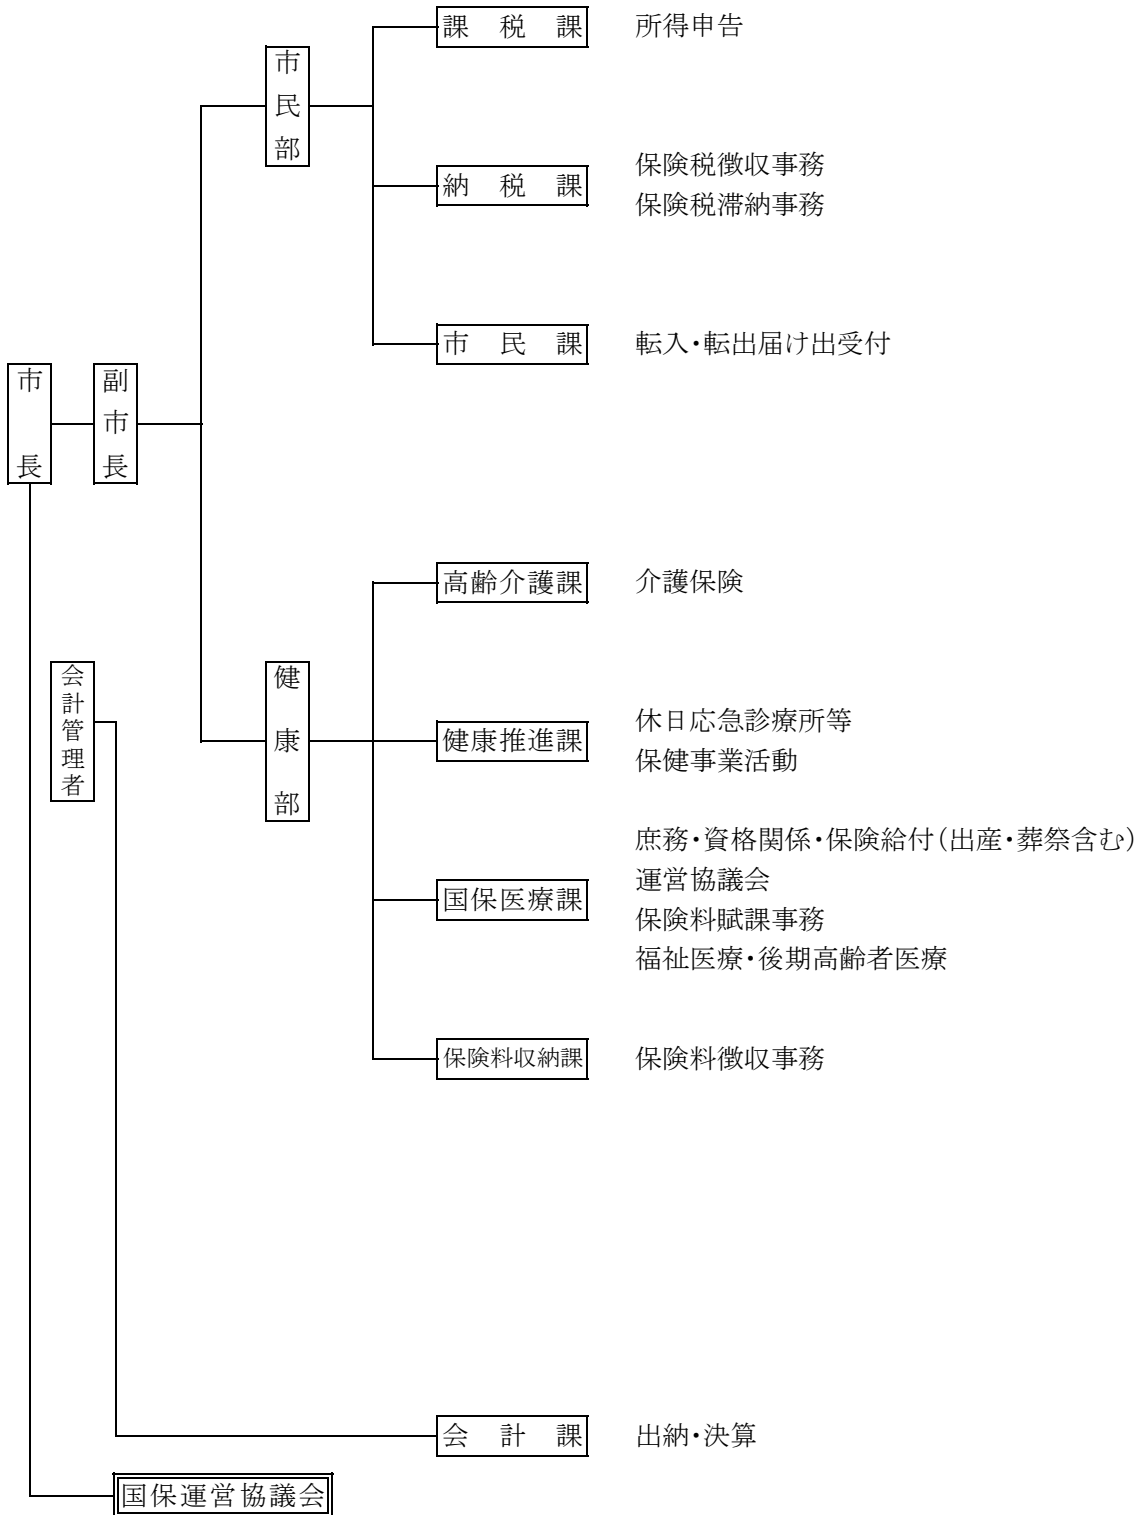 課税課 所得申告
市民部
納税課
保険税徴収事務
保険税滞納事務
市民課 転入・転出届け出受付
市長
副市長
高齢介護課 介護保険
会計管理者
健康部
健康推進課
休日応急診療所等
保健事業活動
国保医療課
庶務・資格関係・保険給付(出産・葬祭含む)
運営協議会
保険料賦課事務
福祉医療・後期高齢者医療
保険料収納課 保険料徴収事務
会計課 出納・決算
国保運営協議会